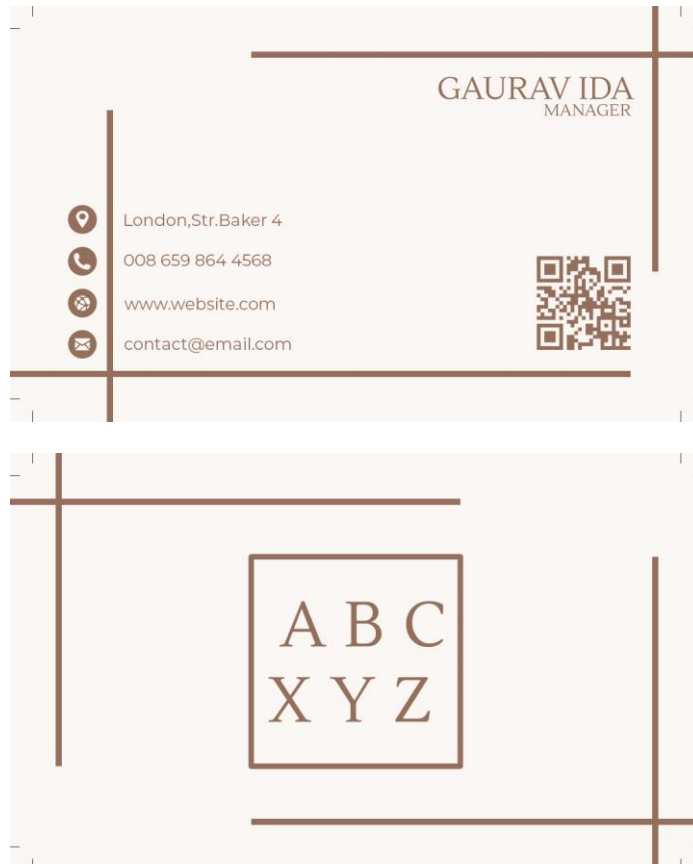 GAURAV IDA
MANAGER
London,Str.Baker 4
008 659 864 4568
www.website.com
contact@email.com
A B C
X Y Z